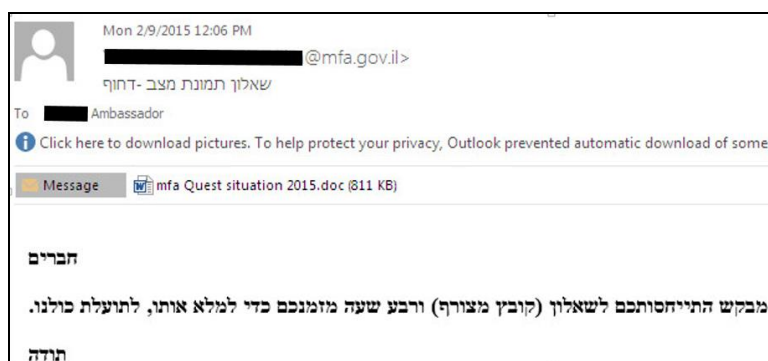 Mon 2/9/2015 12:06 PM
@mfa.gov.il>
שאלון תמונת מצב -דחוף
To Ambassador
Click here to download pictures. To help protect your privacy, Outlook prevented automatic download of some
Message mfa Quest situation 2015.doc (811 KB)
חברים
מבקש התייחסותכם לשאלון (קובץ מצורף) ורבע שעה מזמנכם כדי למלא אותו, לתועלת כולנו.
תודה